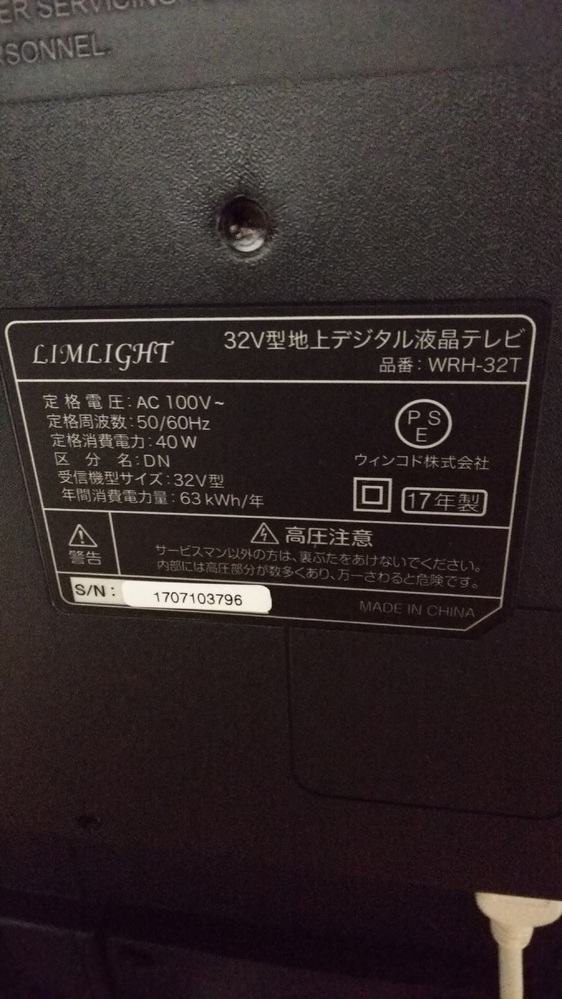 ER SERVICING
SONNEL.
LIMLIGHT
32V型地上デジタル液晶テレビ
品番：WRH-32T
定格電圧：AC 100V~
定格周波数：50/60Hz
定格消費電力：40W
区分名：DN
受信機型サイズ：32V型
年間消費電力量：63kWh/年
PSE
ウィンコド株式会社
17年製
警告
高圧注意
サービスマン以外の方は、裏ぶたをあけないでください。
内部には高圧部分が数多くあり、万一さわると危険です。
S/N：
1707103796
MADE IN CHINA